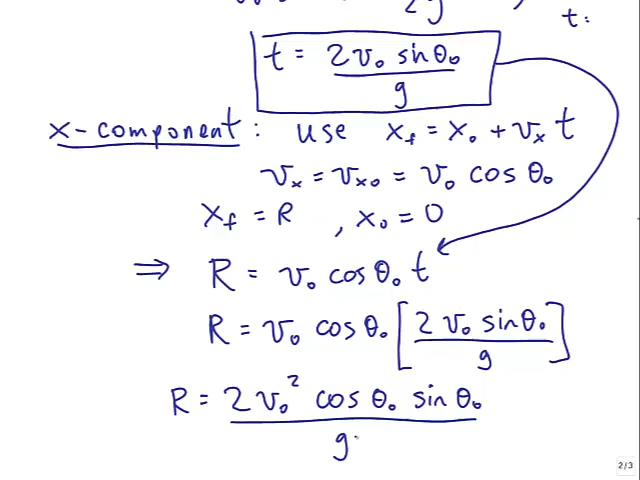 t:
t = 2v₀ sinθ₀ / g
x-component: use x_f = x₀ + v_x t
v_x = v_x₀ = v₀ cos θ₀
x_f = R , x₀ = 0
⇒ R = v₀ cos θ₀ t
R = v₀ cos θ₀ [2 v₀ sinθ₀ / g]
R = 2v₀² cos θ₀ sin θ₀ / g
2/3